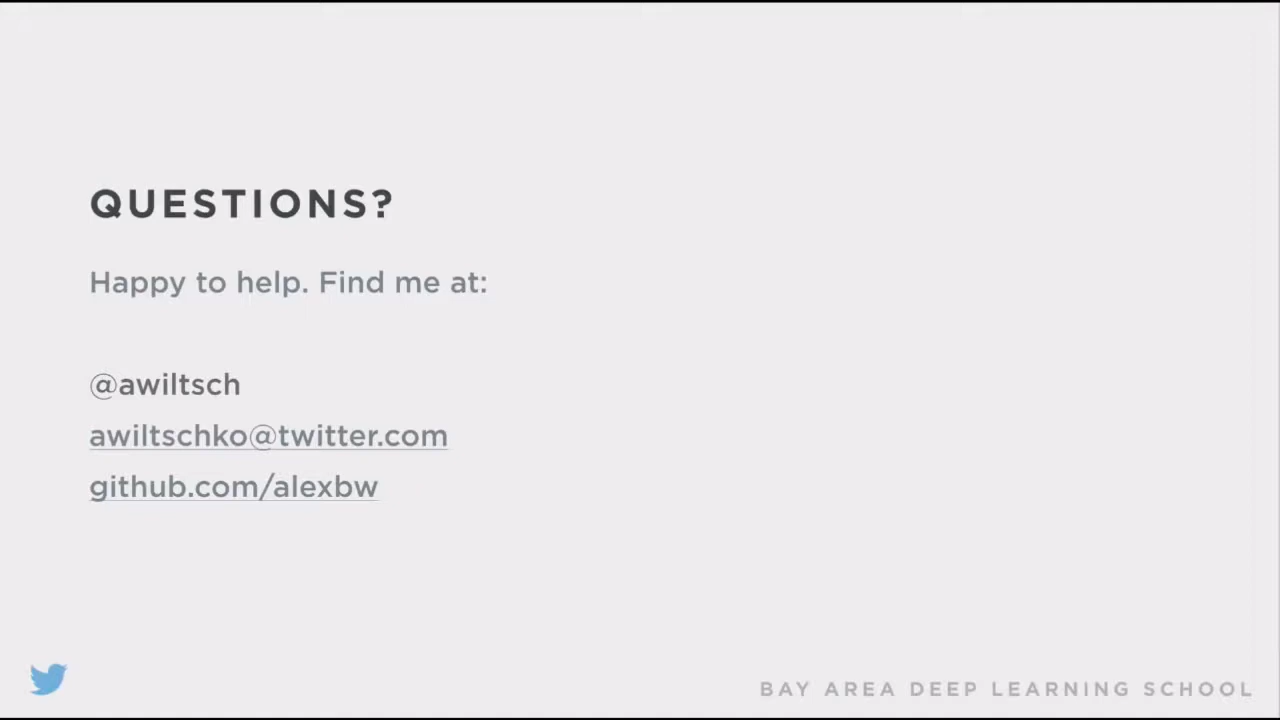 QUESTIONS?
Happy to help. Find me at:
@awiltsch
awiltschko@twitter.com
github.com/alexbw
BAY AREA DEEP LEARNING SCHOOL